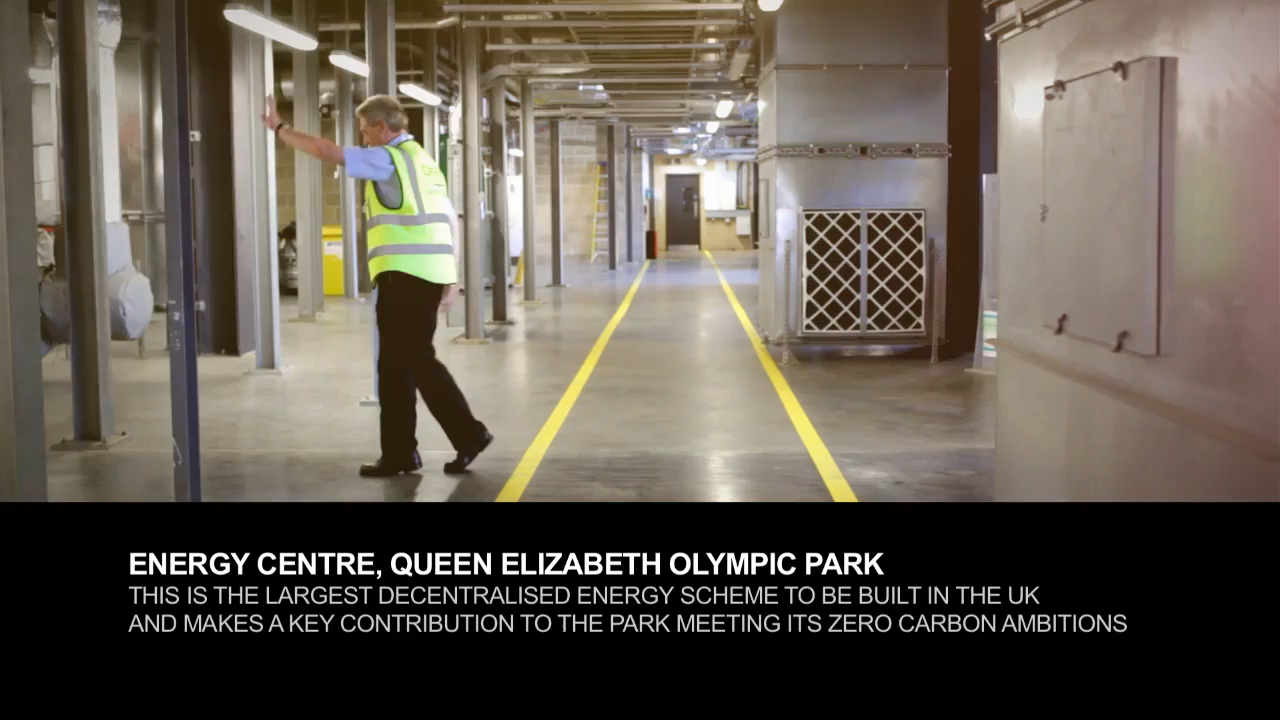 ENERGY CENTRE, QUEEN ELIZABETH OLYMPIC PARK
THIS IS THE LARGEST DECENTRALISED ENERGY SCHEME TO BE BUILT IN THE UK
AND MAKES A KEY CONTRIBUTION TO THE PARK MEETING ITS ZERO CARBON AMBITIONS